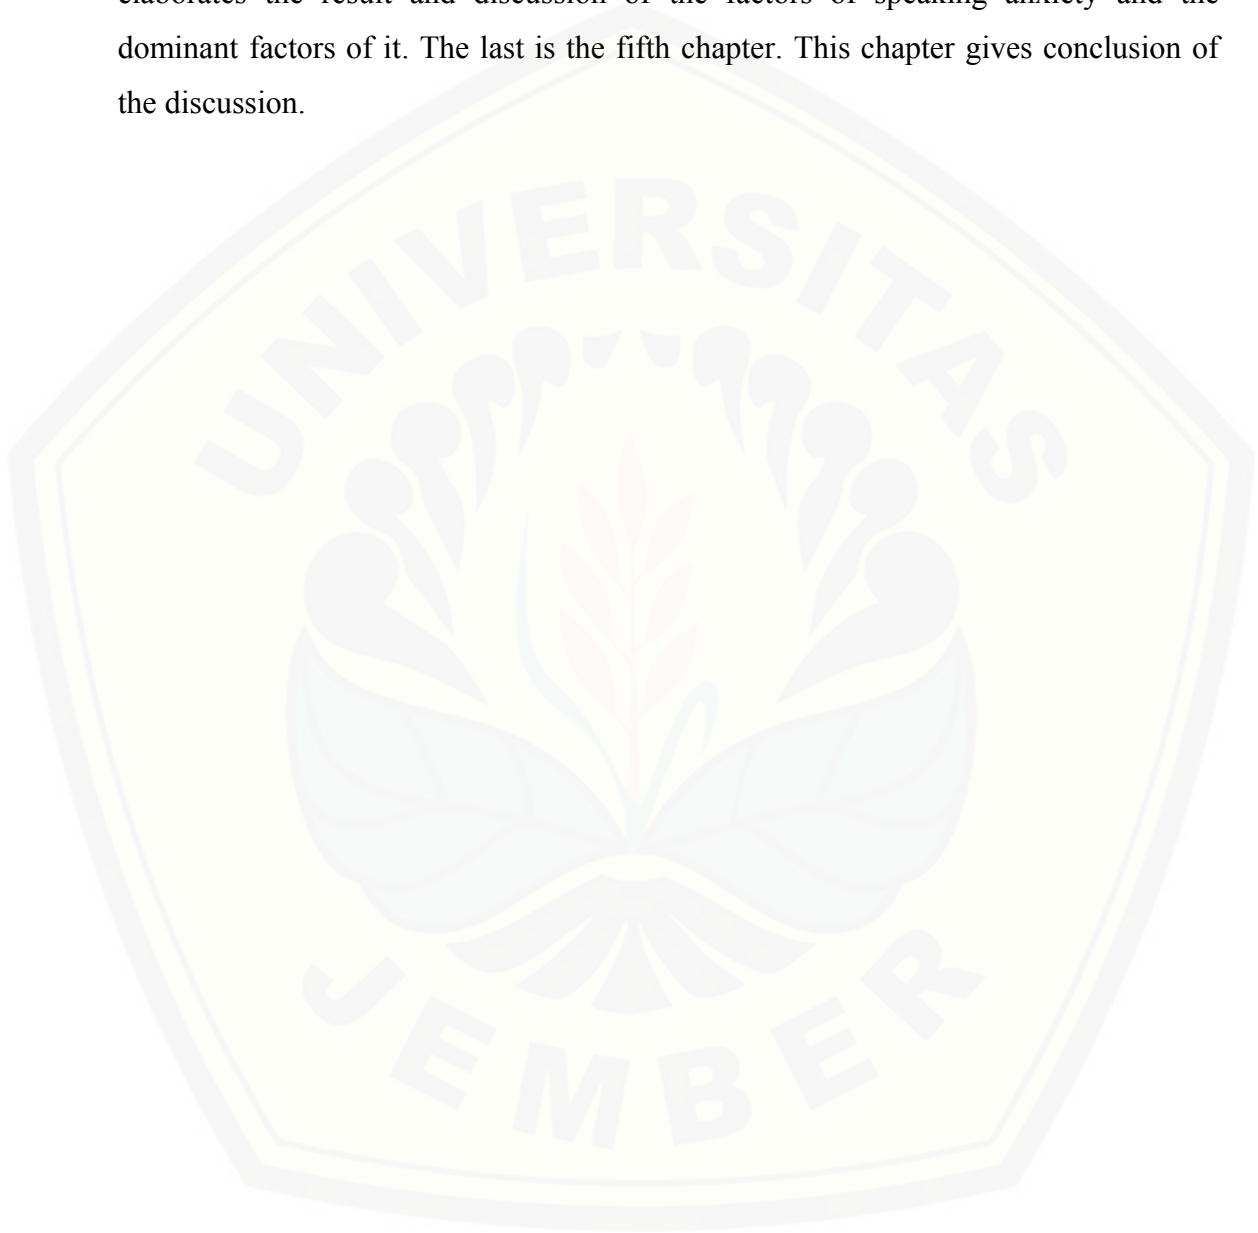 elaborates the result and discussion of the factors of speaking anxiety and the
dominant factors of it. The last is the fifth chapter. This chapter gives conclusion of
the discussion.
UNIVERSITAS
JEMBER